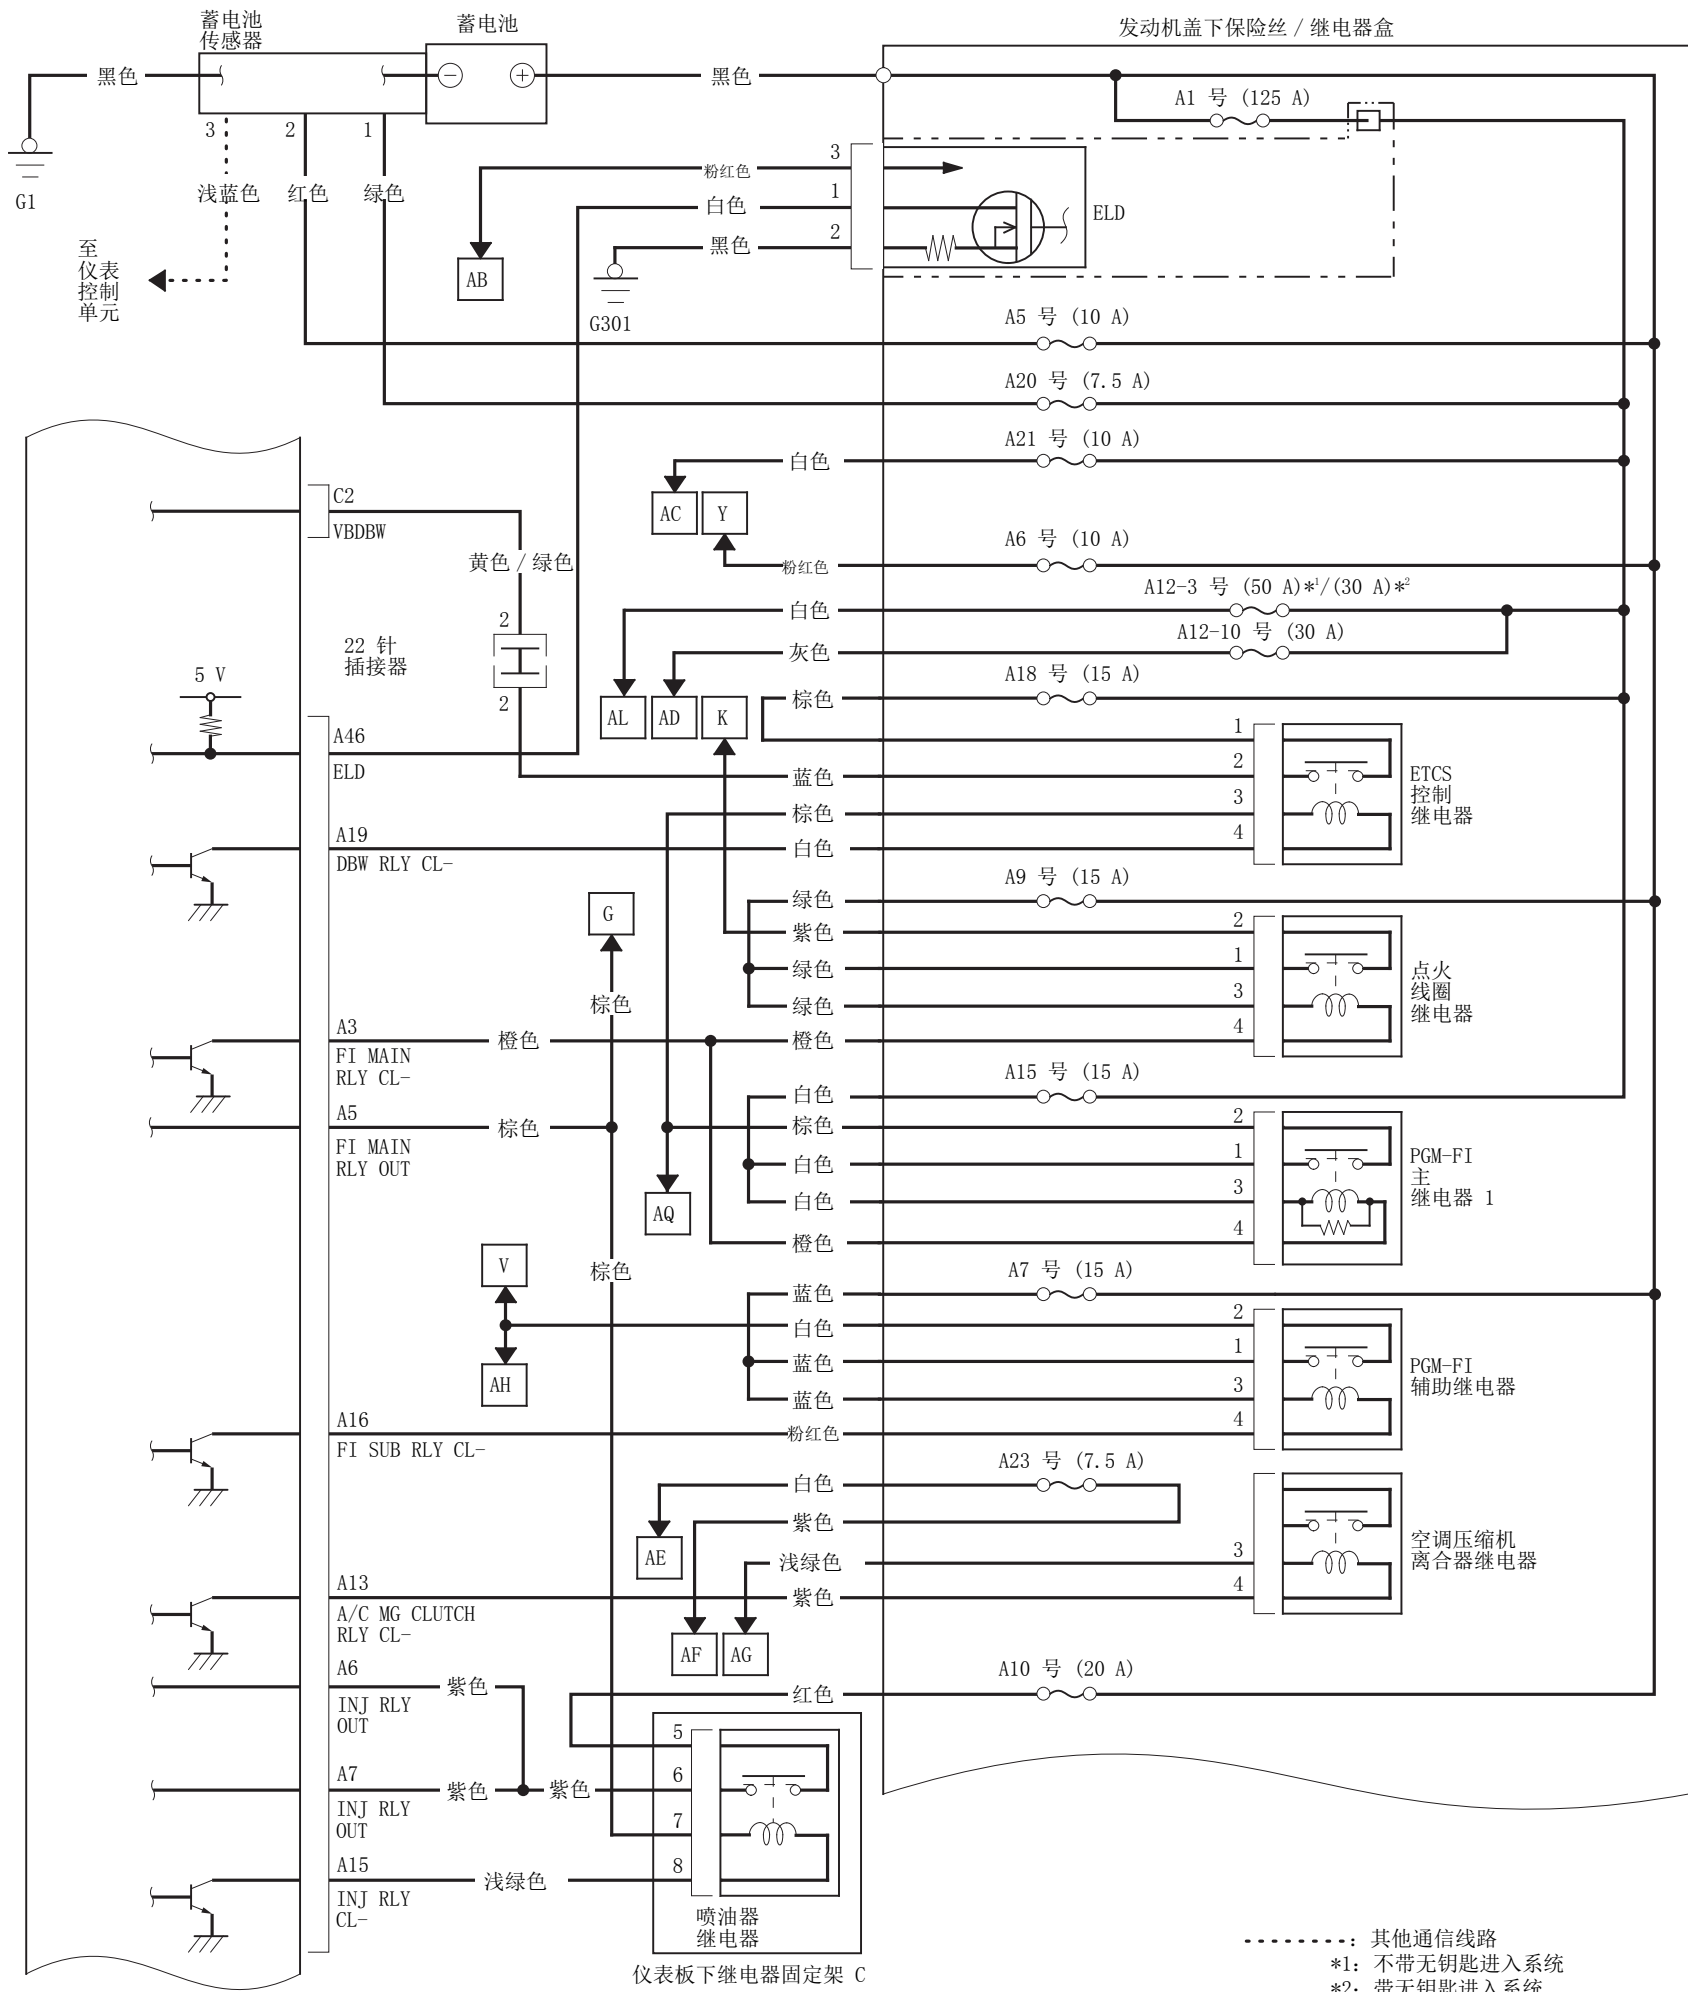 蓄电池
传感器
蓄电池
发动机盖下保险丝 / 继电器盒
黑色
− +
黑色
A1 号 (125 A)
3 2 1
G1
浅蓝色 红色 绿色
至
仪表
控制
单元
粉红色 3
白色 1
黑色 2
ELD
AB
G301
A5 号 (10 A)
A20 号 (7.5 A)
A21 号 (10 A)
白色
AC Y
A6 号 (10 A)
粉红色
C2
VBDBW
黄色 / 绿色
A12-3 号 (50 A)*1/(30 A)*2
白色
A12-10 号 (30 A)
灰色
2
22 针
插接器
2
A18 号 (15 A)
棕色
AL AD K
5 V
A46
ELD
1
蓝色 2
棕色 3
白色 4
ETCS
控制
继电器
A19
DBW RLY CL−
A9 号 (15 A)
绿色
紫色 2
绿色 1
绿色 3
橙色 4
点火
线圈
继电器
G
棕色
A3
橙色
FI MAIN
RLY CL−
A15 号 (15 A)
白色
A5
棕色
FI MAIN
RLY OUT
棕色 2
白色 1
白色 3
橙色 4
PGM-FI
主
继电器 1
AQ
V
棕色
A7 号 (15 A)
蓝色
白色 2
蓝色 1
蓝色 3
粉红色 4
PGM-FI
辅助继电器
AH
A16
FI SUB RLY CL−
A23 号 (7.5 A)
白色
紫色
AE
浅绿色 3
紫色 4
空调压缩机
离合器继电器
A13
A/C MG CLUTCH
RLY CL−
AF AG
A6
紫色
INJ RLY
OUT
A10 号 (20 A)
红色
5
A7
紫色 紫色 6
INJ RLY
OUT
7
A15
浅绿色 8
INJ RLY
CL−
喷油器
继电器
仪表板下继电器固定架 C
: 其他通信线路
*1: 不带无钥匙进入系统
*2: 带无钥匙进入系统